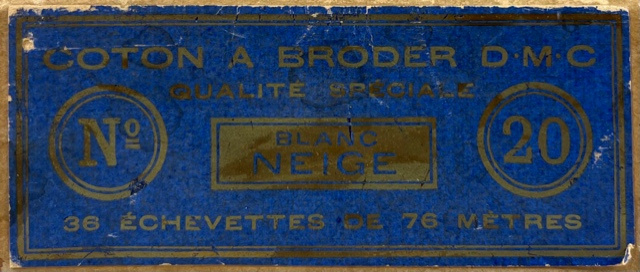 COTON A BRODER D·M·C
QUALITÉ SPÉCIALE
Nº
BLANC
NEIGE
20
36 ÉCHEVETTES DE 76 MÈTRES